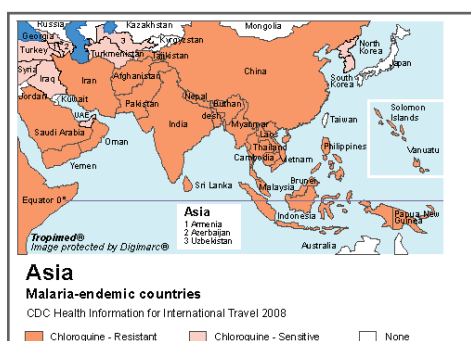 Russia
Kazakhstan
Mongolia
Georgia
Kyrgyzstan
North
Korea
Turkey
1
2
3
Turkmenistan
Tajikistan
Japan
Syria
Iraq
Iran
Afghanistan
China
South
Korea
Jordan
Kuwait
Pakistan
Nepal
Bhutan
desh
Solomon
Islands
UAE
India
Myanmar
Laos
Taiwan
Saudi Arabia
Oman
Thailand
Philippines
Vanuatu
Yemen
Cambodia
Vietnam
Sri Lanka
Brunei
Malaysia
Equator 0°
Indonesia
Papua New
Guinea
Asia
1 Armenia
2 Azerbaijan
3 Uzbekistan
Australia
Tropimed®
Image protected by Digimarc®
Asia
Malaria-endemic countries
CDC Health Information for International Travel 2008
Chloroquine - Resistant
Chloroquine - Sensitive
None